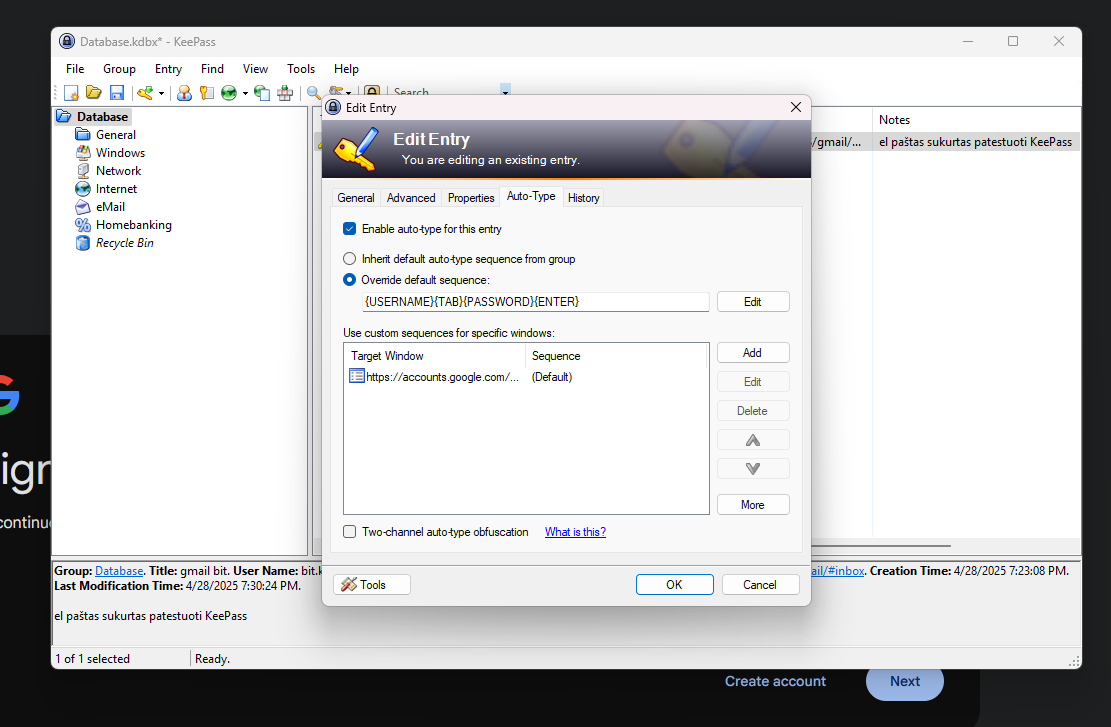 Database.kdbx* - KeePass
File Group Entry Find View Tools Help
Search...
Edit Entry
Edit Entry
You are editing an existing entry.
General Advanced Properties Auto-Type History
Enable auto-type for this entry
Inherit default auto-type sequence from group
Override default sequence:
{USERNAME}{TAB}{PASSWORD}{ENTER}
Edit
Use custom sequences for specific windows:
Target Window Sequence
https://accounts.google.com/... (Default)
Add
Edit
Delete
More
Two-channel auto-type obfuscation What is this?
Tools OK Cancel
Database
General
Windows
Network
Internet
eMail
Homebanking
Recycle Bin
Notes
/gmail/... el paštas sukurtas patestuoti KeePass
Group: Database. Title: gmail bit. User Name: bit.k
ail/#inbox. Creation Time: 4/28/2025 7:23:08 PM.
Last Modification Time: 4/28/2025 7:30:24 PM.
el paštas sukurtas patestuoti KeePass
1 of 1 selected Ready.
G
ign
continue
Create account Next